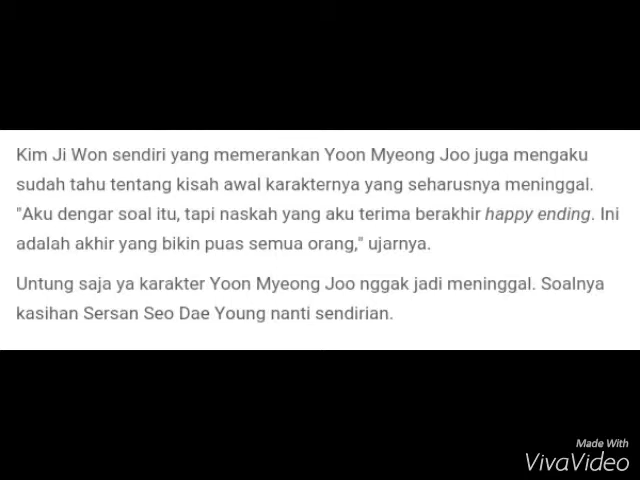 Kim Ji Won sendiri yang memerankan Yoon Myeong Joo juga mengaku
sudah tahu tentang kisah awal karakternya yang seharusnya meninggal.
"Aku dengar soal itu, tapi naskah yang aku terima berakhir happy ending. Ini
adalah akhir yang bikin puas semua orang," ujarnya.
Untung saja ya karakter Yoon Myeong Joo nggak jadi meninggal. Soalnya
kasihan Sersan Seo Dae Young nanti sendirian.
Made With
VivaVideo